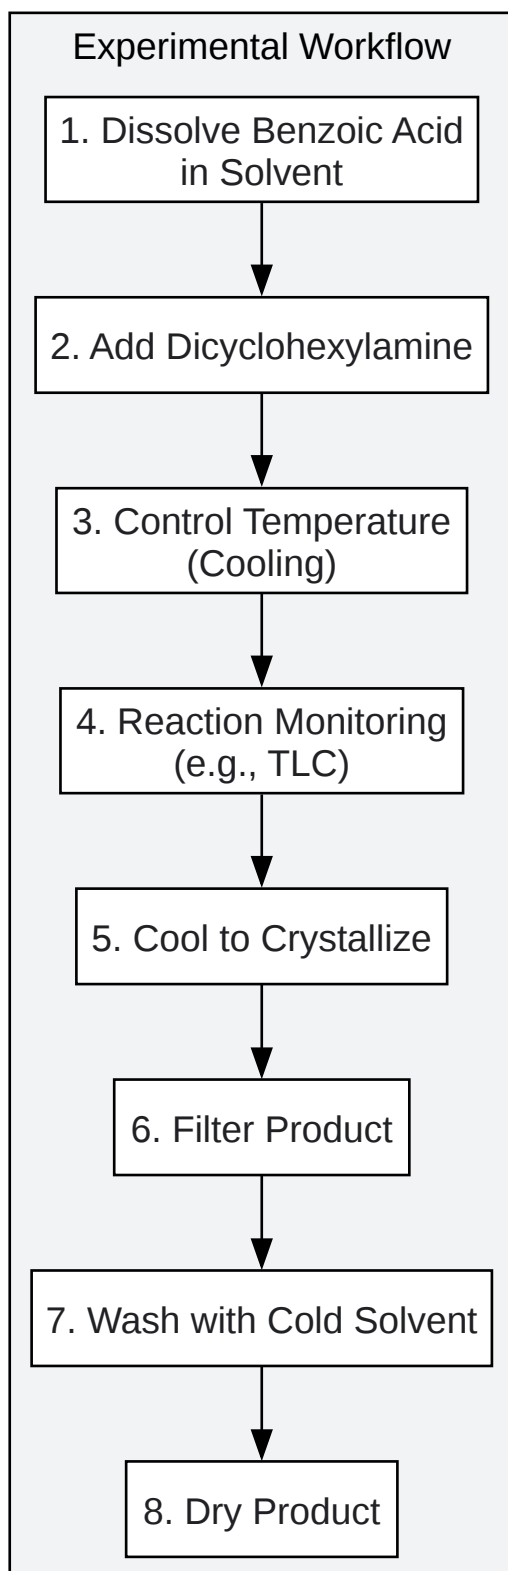 Experimental Workflow
1. Dissolve Benzoic Acid
in Solvent
2. Add Dicyclohexylamine
3. Control Temperature
(Cooling)
4. Reaction Monitoring
(e.g., TLC)
5. Cool to Crystallize
6. Filter Product
7. Wash with Cold Solvent
8. Dry Product